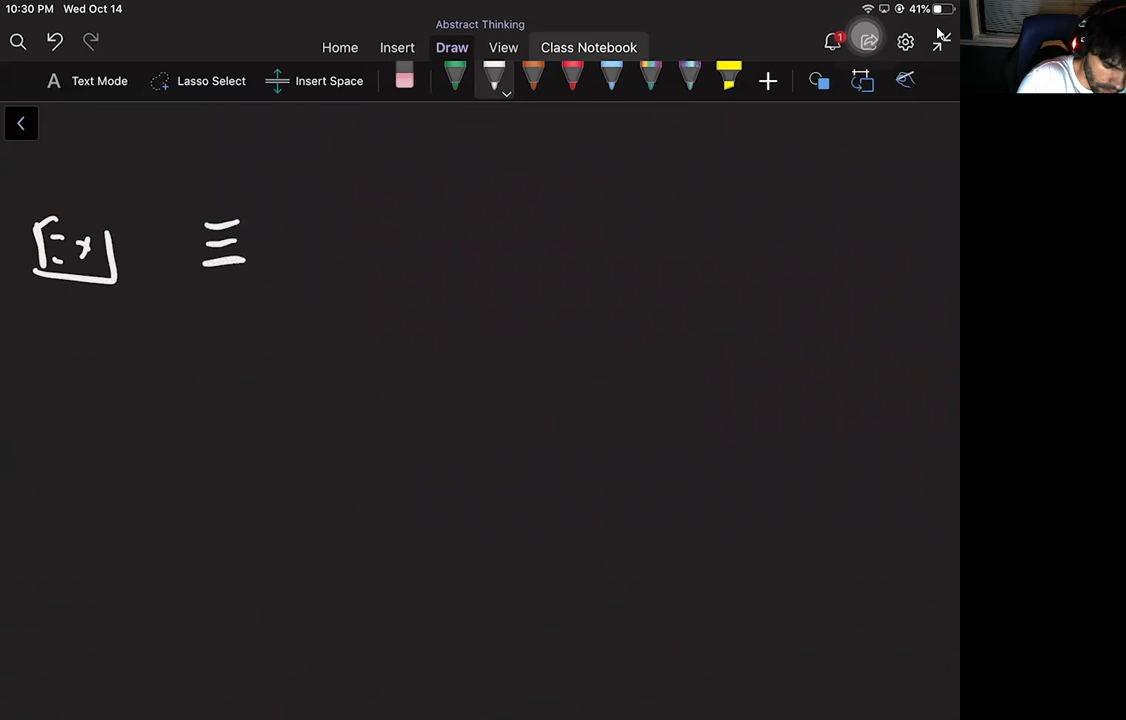 10:30 PM Wed Oct 14 41%
Abstract Thinking
1
Home Insert Draw View Class Notebook
A Text Mode Lasso Select Insert Space
Ex ≡